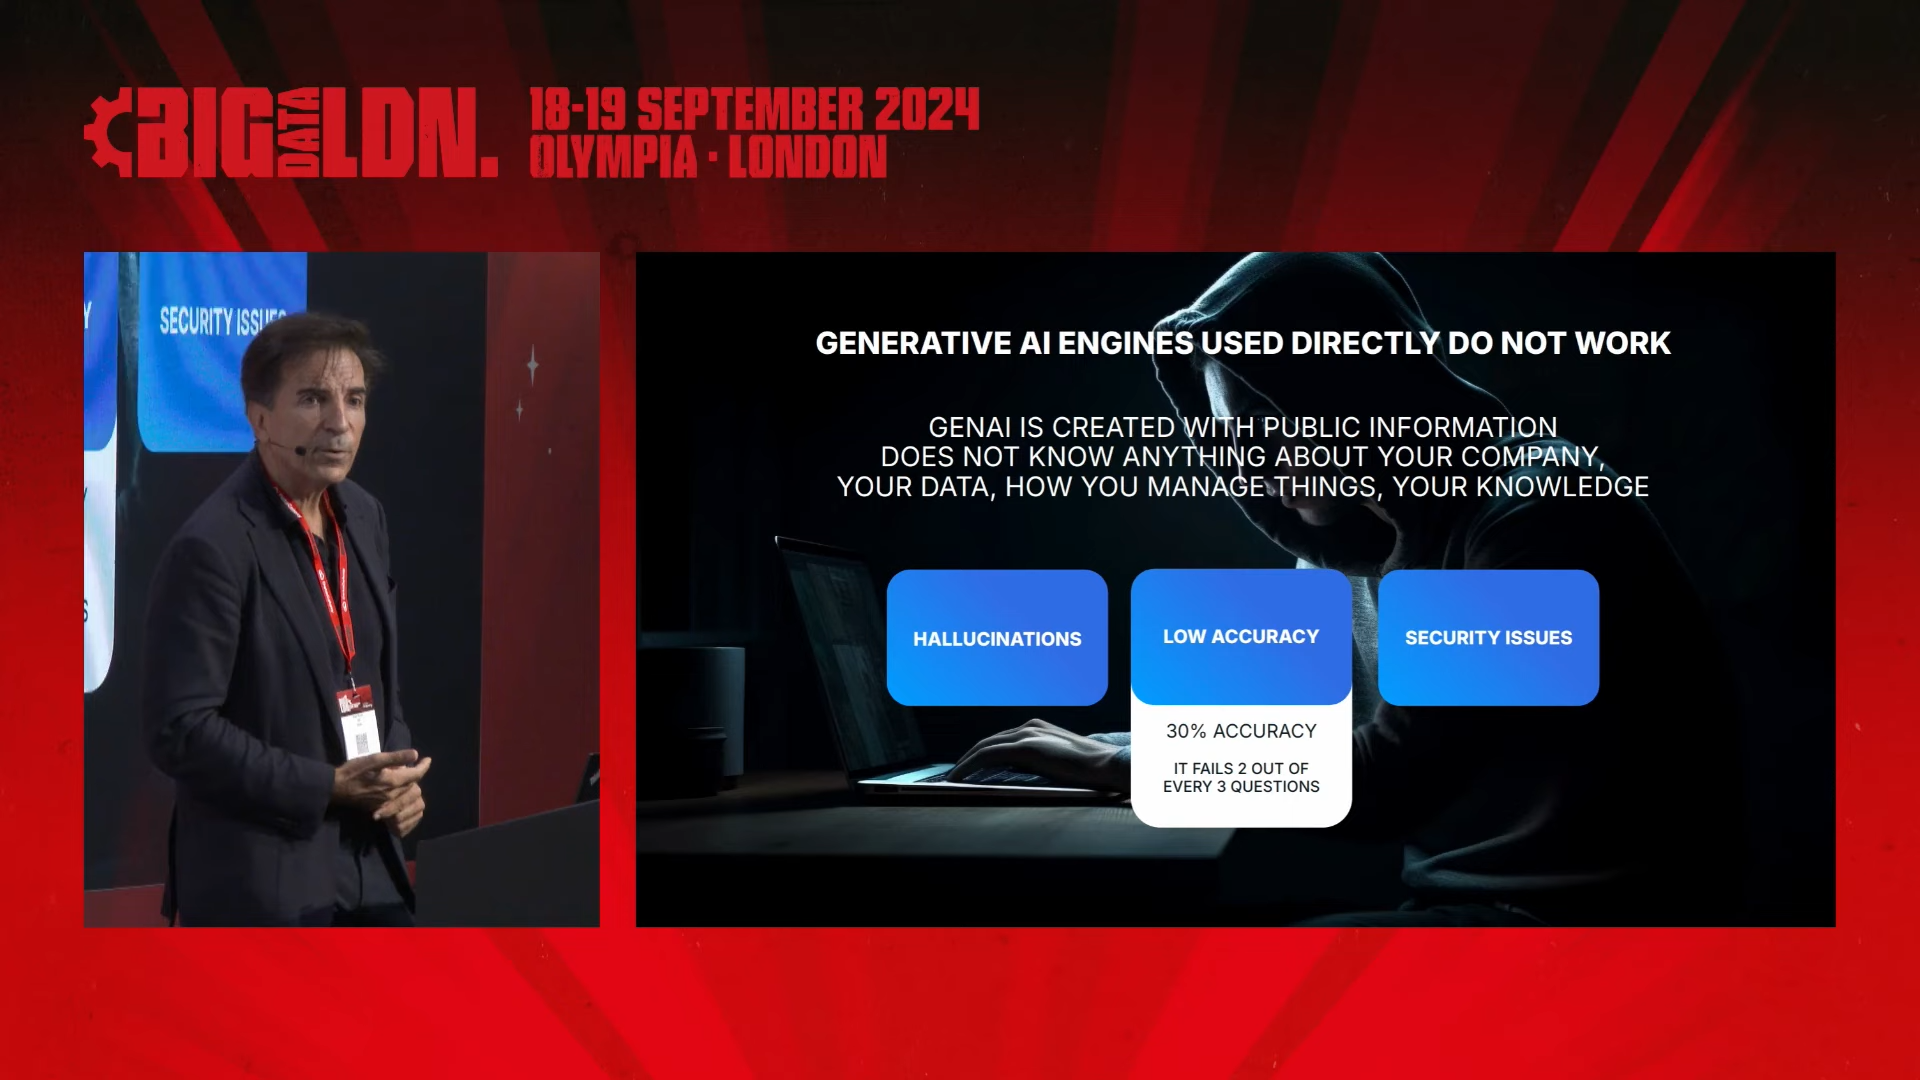 BIG DATA LDN.
18-19 SEPTEMBER 2024
OLYMPIA · LONDON
Y
SECURITY ISSUES
Y
S
GENERATIVE AI ENGINES USED DIRECTLY DO NOT WORK
GENAI IS CREATED WITH PUBLIC INFORMATION
DOES NOT KNOW ANYTHING ABOUT YOUR COMPANY,
YOUR DATA, HOW YOU MANAGE THINGS, YOUR KNOWLEDGE
HALLUCINATIONS
LOW ACCURACY
SECURITY ISSUES
30% ACCURACY
IT FAILS 2 OUT OF
EVERY 3 QUESTIONS